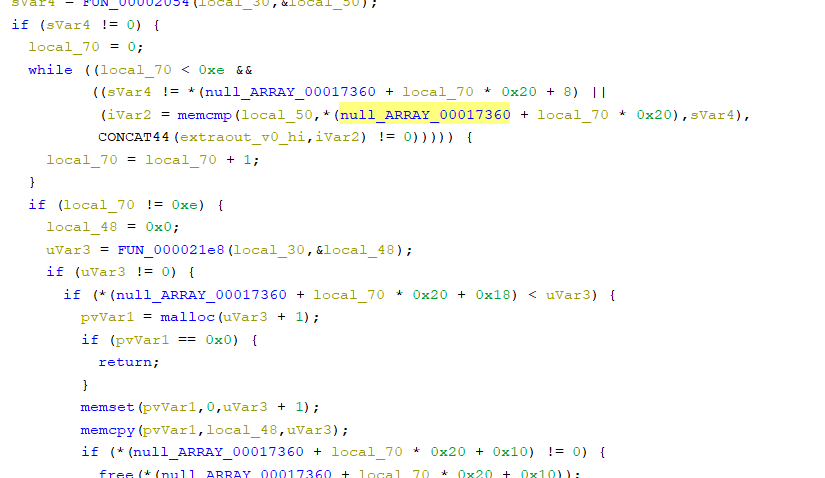 sVar4 = FUN_00002054(local_30,&local_50);
if (sVar4 != 0) {
local_70 = 0;
while ((local_70 < 0xe &&
((sVar4 != *(null_ARRAY_00017360 + local_70 * 0x20 + 8) ||
(iVar2 = memcmp(local_50,*(null_ARRAY_00017360 + local_70 * 0x20),sVar4),
CONCAT44(extraout_v0_hi,iVar2) != 0))))) {
local_70 = local_70 + 1;
}
if (local_70 != 0xe) {
local_48 = 0x0;
uVar3 = FUN_000021e8(local_30,&local_48);
if (uVar3 != 0) {
if (*(null_ARRAY_00017360 + local_70 * 0x20 + 0x18) < uVar3) {
pvVar1 = malloc(uVar3 + 1);
if (pvVar1 == 0x0) {
return;
}
memset(pvVar1,0,uVar3 + 1);
memcpy(pvVar1,local_48,uVar3);
if (*(null_ARRAY_00017360 + local_70 * 0x20 + 0x10) != 0) {
free(*(null_ARRAY_00017360 + local_70 * 0x20 + 0x10));